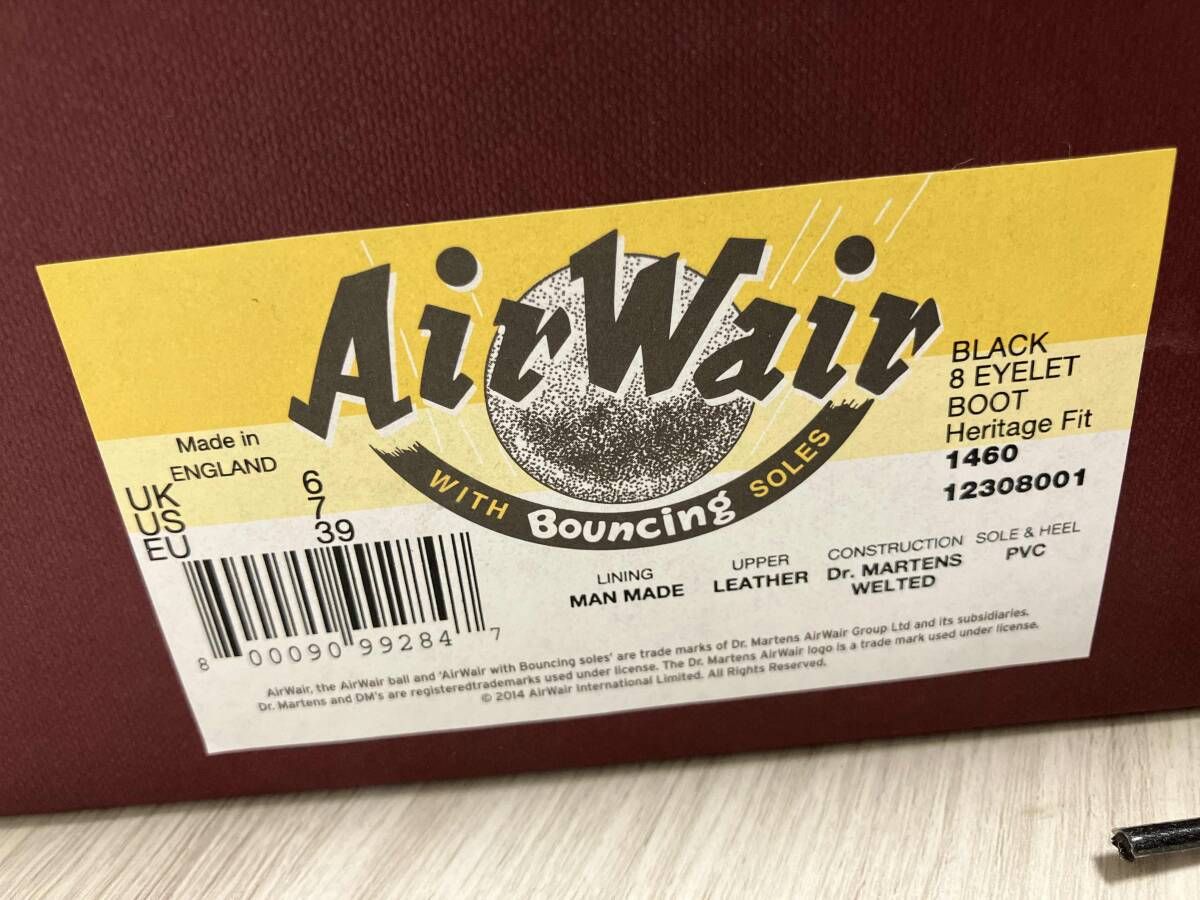 AirWair
WITH Bouncing SOLES
BLACK
8 EYELET
BOOT
Heritage Fit
1460
12308001
Made in
ENGLAND
UK 6
US 7
EU 39
8 00090 99284 7
LINING
MAN MADE
UPPER
LEATHER
CONSTRUCTION
Dr. MARTENS
WELTED
SOLE & HEEL
PVC
AirWair, the AirWair ball and 'AirWair with Bouncing soles' are trade marks of Dr. Martens AirWair Group Ltd and its subsidiaries.
Dr. Martens and DM's are registeredtrademarks used under license. The Dr. Martens AirWair logo is a trade mark used under license.
© 2014 AirWair International Limited. All Rights Reserved.